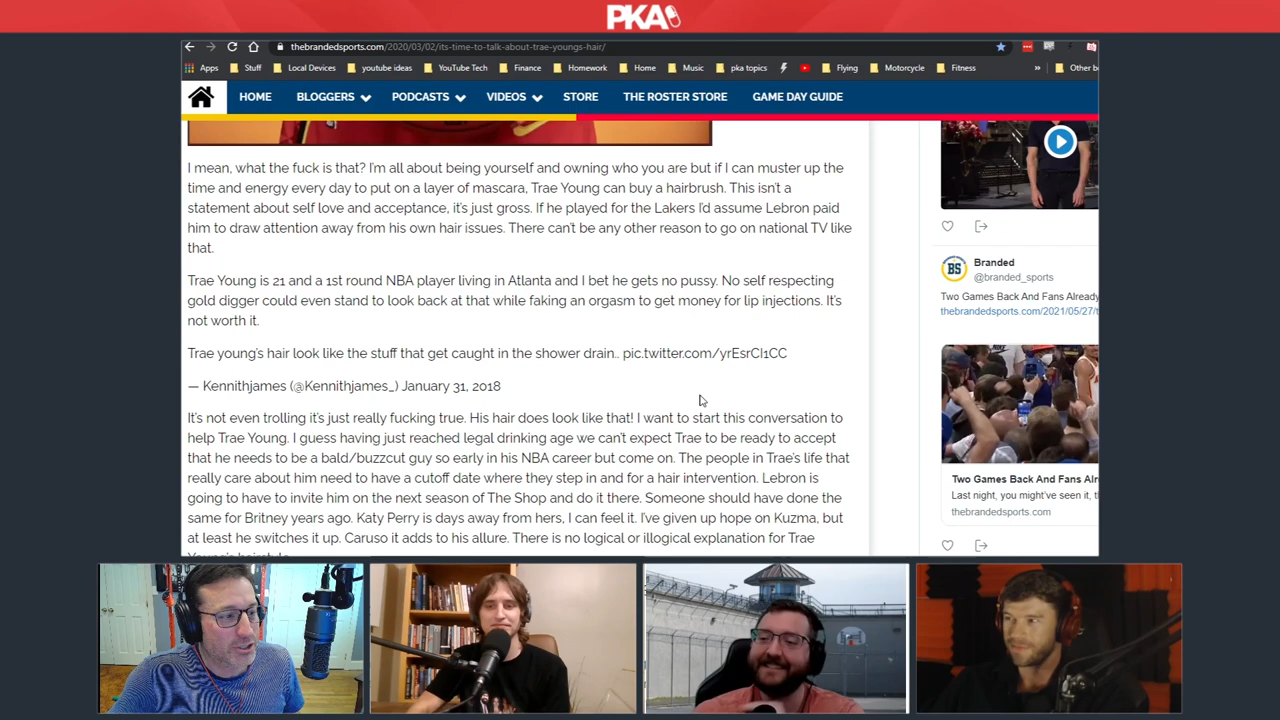 PKA
thebrandedsports.com/2020/03/02/its-time-to-talk-about-trae-youngs-hair/
Apps Stuff Local Devices youtube ideas YouTube Tech Finance Homework Home Music pka topics Flying Motorcycle Fitness » Other b
HOME BLOGGERS PODCASTS VIDEOS STORE THE ROSTER STORE GAME DAY GUIDE
I mean, what the fuck is that? I'm all about being yourself and owning who you are but if I can muster up the
time and energy every day to put on a layer of mascara, Trae Young can buy a hairbrush. This isn't a
statement about self love and acceptance, it's just gross. If he played for the Lakers I'd assume Lebron paid
him to draw attention away from his own hair issues. There can't be any other reason to go on national TV like
that.
Trae Young is 21 and a 1st round NBA player living in Atlanta and I bet he gets no pussy. No self respecting
gold digger could even stand to look back at that while faking an orgasm to get money for lip injections. It's
not worth it.
Trae young's hair look like the stuff that get caught in the shower drain.. pic.twitter.com/yrEsrCI1CC
— Kennithjames (@Kennithjames_) January 31, 2018
It's not even trolling it's just really fucking true. His hair does look like that! I want to start this conversation to
help Trae Young. I guess having just reached legal drinking age we can't expect Trae to be ready to accept
that he needs to be a bald/buzzcut guy so early in his NBA career but come on. The people in Trae's life that
really care about him need to have a cutoff date where they step in and for a hair intervention. Lebron is
going to have to invite him on the next season of The Shop and do it there. Someone should have done the
same for Britney years ago. Katy Perry is days away from hers, I can feel it. I've given up hope on Kuzma, but
at least he switches it up. Caruso it adds to his allure. There is no logical or illogical explanation for Trae
Young's hairstyle
BS
Branded
@branded_sports
Two Games Back And Fans Already
thebrandedsports.com/2021/05/27/t
Two Games Back And Fans Alr
Last night, you might've seen it, t
thebrandedsports.com